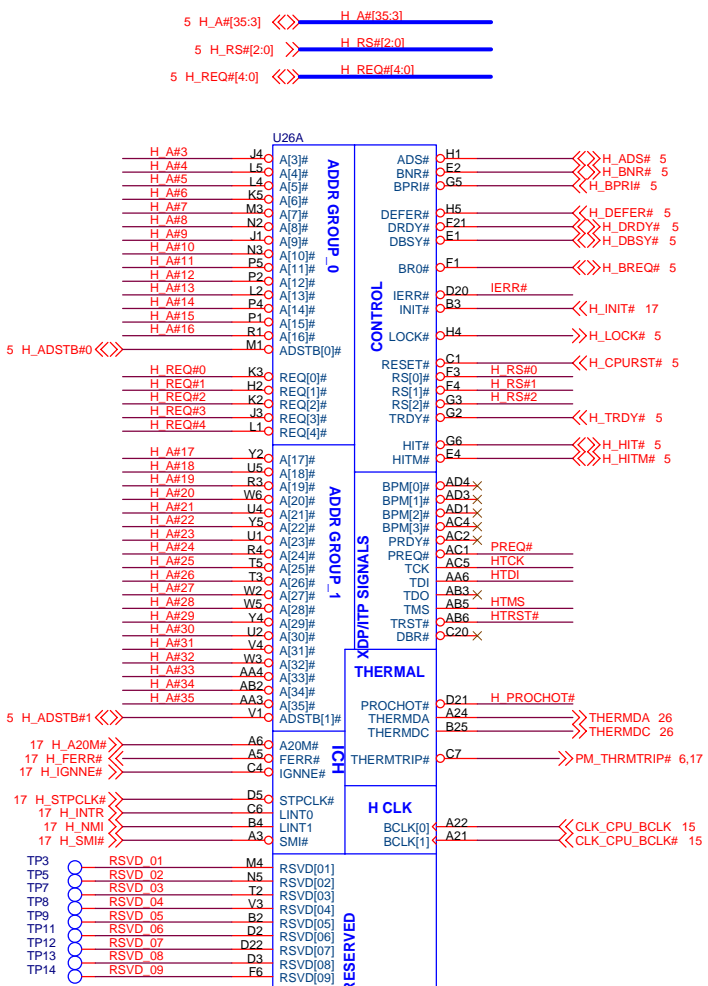 5 H_A#[35:3] H_A#[35:3]
5 H_RS#[2:0] H_RS#[2:0]
5 H_REQ#[4:0] H_REQ#[4:0]
U26A
H_A#3 J4 A[3]#
H_A#4 L5 A[4]#
H_A#5 L4 A[5]#
H_A#6 K5 A[6]#
H_A#7 M3 A[7]#
H_A#8 N2 A[8]#
H_A#9 J1 A[9]#
H_A#10 N3 A[10]#
H_A#11 P5 A[11]#
H_A#12 P2 A[12]#
H_A#13 L2 A[13]#
H_A#14 P4 A[14]#
H_A#15 P1 A[15]#
H_A#16 R1 A[16]#
5 H_ADSTB#0 M1 ADSTB[0]#
ADDR GROUP_0
H_REQ#0 K3 REQ[0]#
H_REQ#1 H2 REQ[1]#
H_REQ#2 K2 REQ[2]#
H_REQ#3 J3 REQ[3]#
H_REQ#4 L1 REQ[4]#
H_A#17 Y2 A[17]#
H_A#18 U5 A[18]#
H_A#19 R3 A[19]#
H_A#20 W6 A[20]#
H_A#21 U4 A[21]#
H_A#22 Y5 A[22]#
H_A#23 U1 A[23]#
H_A#24 R4 A[24]#
H_A#25 T5 A[25]#
H_A#26 T3 A[26]#
H_A#27 W2 A[27]#
H_A#28 W5 A[28]#
H_A#29 Y4 A[29]#
H_A#30 U2 A[30]#
H_A#31 V4 A[31]#
H_A#32 W3 A[32]#
H_A#33 AA4 A[33]#
H_A#34 AB2 A[34]#
H_A#35 AA3 A[35]#
5 H_ADSTB#1 V1 ADSTB[1]#
ADDR GROUP_1
17 H_A20M# A6 A20M#
17 H_FERR# A5 FERR#
17 H_IGNNE# C4 IGNNE#
ICH
17 H_STPCLK# D5 STPCLK#
17 H_INTR C6 LINT0
17 H_NMI B4 LINT1
17 H_SMI# A3 SMI#
TP3 RSVD_01 M4 RSVD[01]
TP5 RSVD_02 N5 RSVD[02]
TP7 RSVD_03 T2 RSVD[03]
TP8 RSVD_04 V3 RSVD[04]
TP9 RSVD_05 B2 RSVD[05]
TP11 RSVD_06 D2 RSVD[06]
TP12 RSVD_07 D22 RSVD[07]
TP13 RSVD_08 D3 RSVD[08]
TP14 RSVD_09 F6 RSVD[09]
RESERVED
ADS# H1 H_ADS# 5
BNR# E2 H_BNR# 5
BPRI# G5 H_BPRI# 5
DEFER# H5 H_DEFER# 5
DRDY# F21 H_DRDY# 5
DBSY# E1 H_DBSY# 5
BR0# F1 H_BREQ# 5
IERR# D20 IERR#
INIT# B3 H_INIT# 17
LOCK# H4 H_LOCK# 5
CONTROL
RESET# C1 H_CPURST# 5
RS[0]# F3 H_RS#0
RS[1]# F4 H_RS#1
RS[2]# G3 H_RS#2
TRDY# G2 H_TRDY# 5
HIT# G6 H_HIT# 5
HITM# E4 H_HITM# 5
BPM[0]# AD4
BPM[1]# AD3
BPM[2]# AD1
BPM[3]# AC4
PRDY# AC2
PREQ# AC1 PREQ#
TCK AC5 HTCK
TDI AA6 HTDI
TDO AB3
TMS AB5 HTMS
TRST# AB6 HTRST#
DBR# C20
XDP/ITP SIGNALS
THERMAL
PROCHOT# D21 H_PROCHOT#
THERMDA A24 THERMDA 26
THERMDC B25 THERMDC 26
THERMTRIP# C7 PM_THRMTRIP# 6,17
H CLK
BCLK[0] A22 CLK_CPU_BCLK 15
BCLK[1] A21 CLK_CPU_BCLK# 15